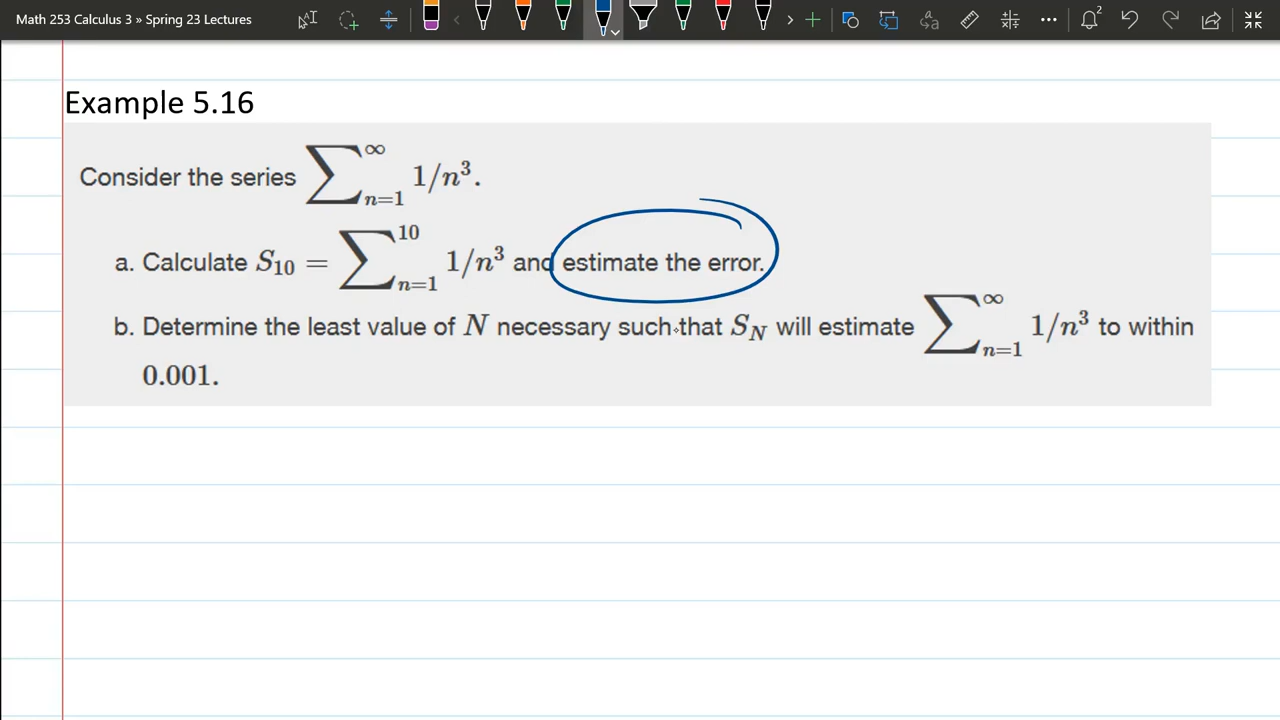 Math 253 Calculus 3 » Spring 23 Lectures
2
Example 5.16
Consider the series ∑_{n=1}^{∞} 1/n³.
a. Calculate S₁₀ = ∑_{n=1}^{10} 1/n³ and estimate the error.
b. Determine the least value of N necessary such that S_N will estimate ∑_{n=1}^{∞} 1/n³ to within
0.001.